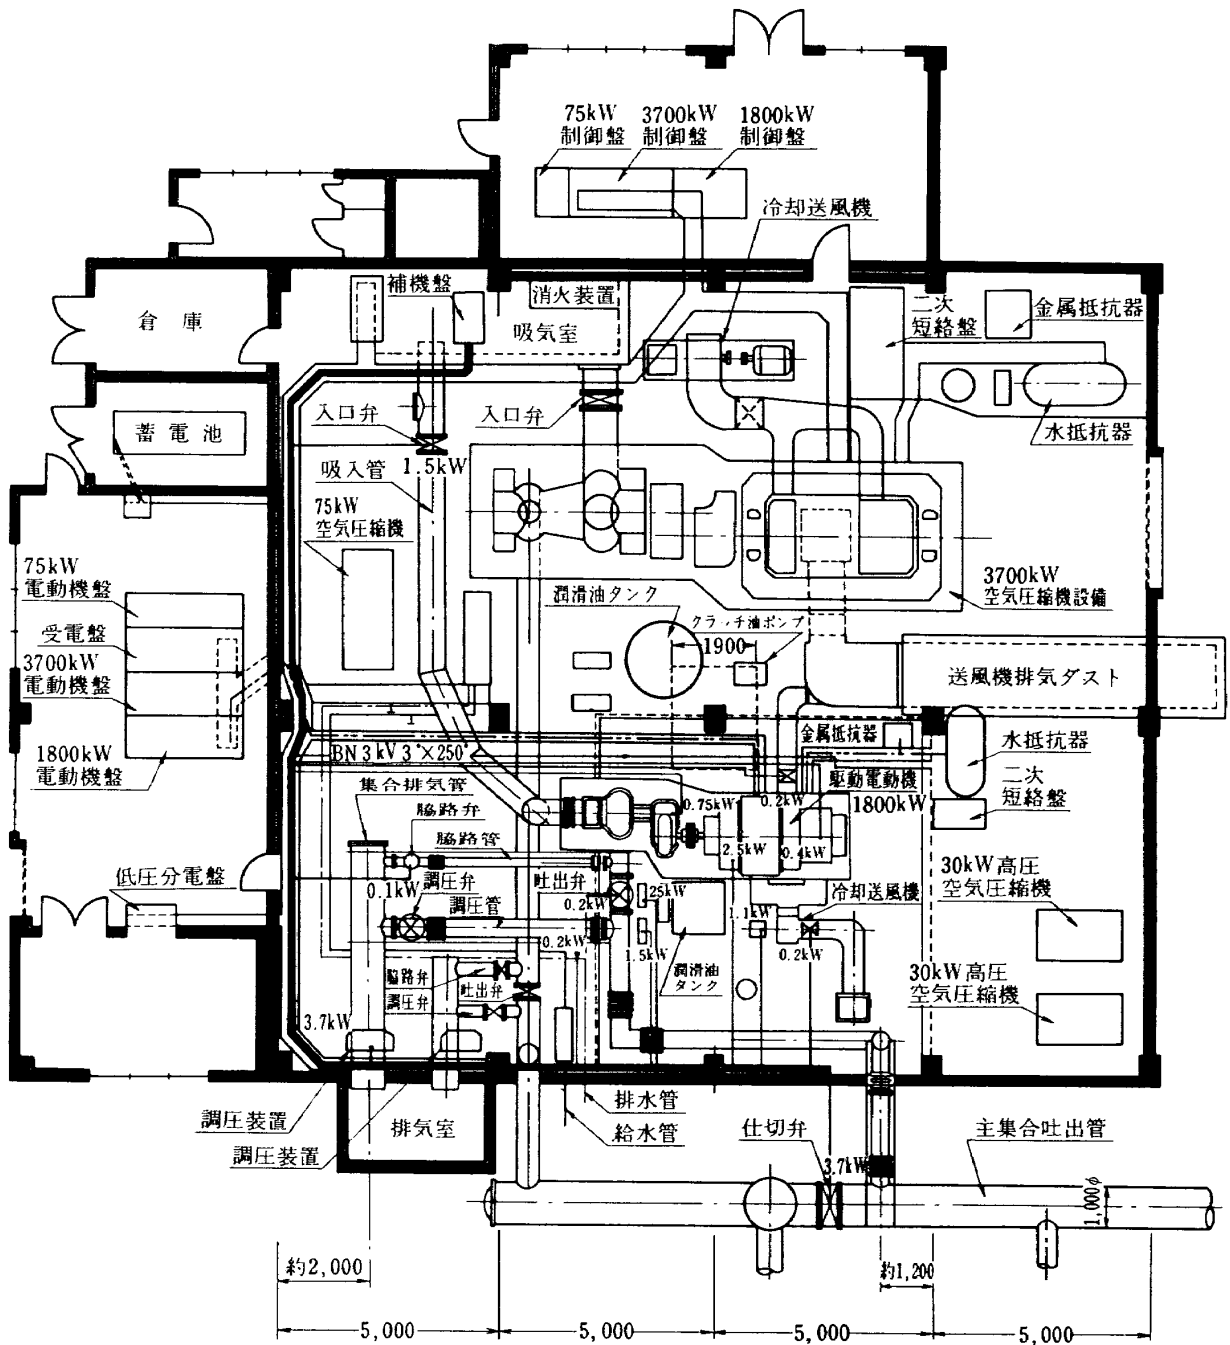 75kW
制御盤
3700kW
制御盤
1800kW
制御盤
冷却送風機
補機盤
消火装置
吸気室
二次
短絡盤
金属抵抗器
倉 庫
入口弁
入口弁
水抵抗器
蓄電池
1.5kW
吸入管
75kW
空気圧縮機
3700kW
空気圧縮機設備
75kW
電動機盤
受電盤
3700kW
電動機盤
1800kW
電動機盤
潤滑油タンク
クラッチ油ポンプ
1900
送風機排気ダスト
金属抵抗器
水抵抗器
BN 3kV 3°×250°
二次
短絡盤
駆動電動機
1800kW
集合排気管
脇路弁
脇路管
0.75kW
0.2kW
2.5kW
0.4kW
低圧分電盤
0.1kW
調圧弁
調圧管
吐出弁
0.2kW
25kW
0.2kW
1.5kW
冷却送風機
1.1kW
0.2kW
30kW高圧
空気圧縮機
脇路弁
調圧弁
吐出弁
潤滑油
タンク
30kW高圧
空気圧縮機
3.7kW
調圧装置
調圧装置
排気室
排水管
給水管
仕切弁
3.7kW
主集合吐出管
1,000φ
約2,000
約1,200
5,000
5,000
5,000
5,000